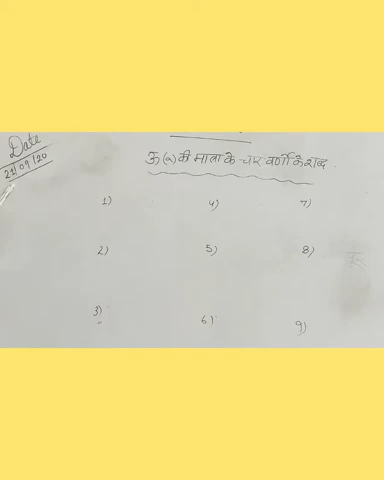 Date
21/09/20
ऊ (ू) की मात्रा के चार वर्णो के शब्द .
1) 4) 7)
2) 5) 8)
3) 6) 9)